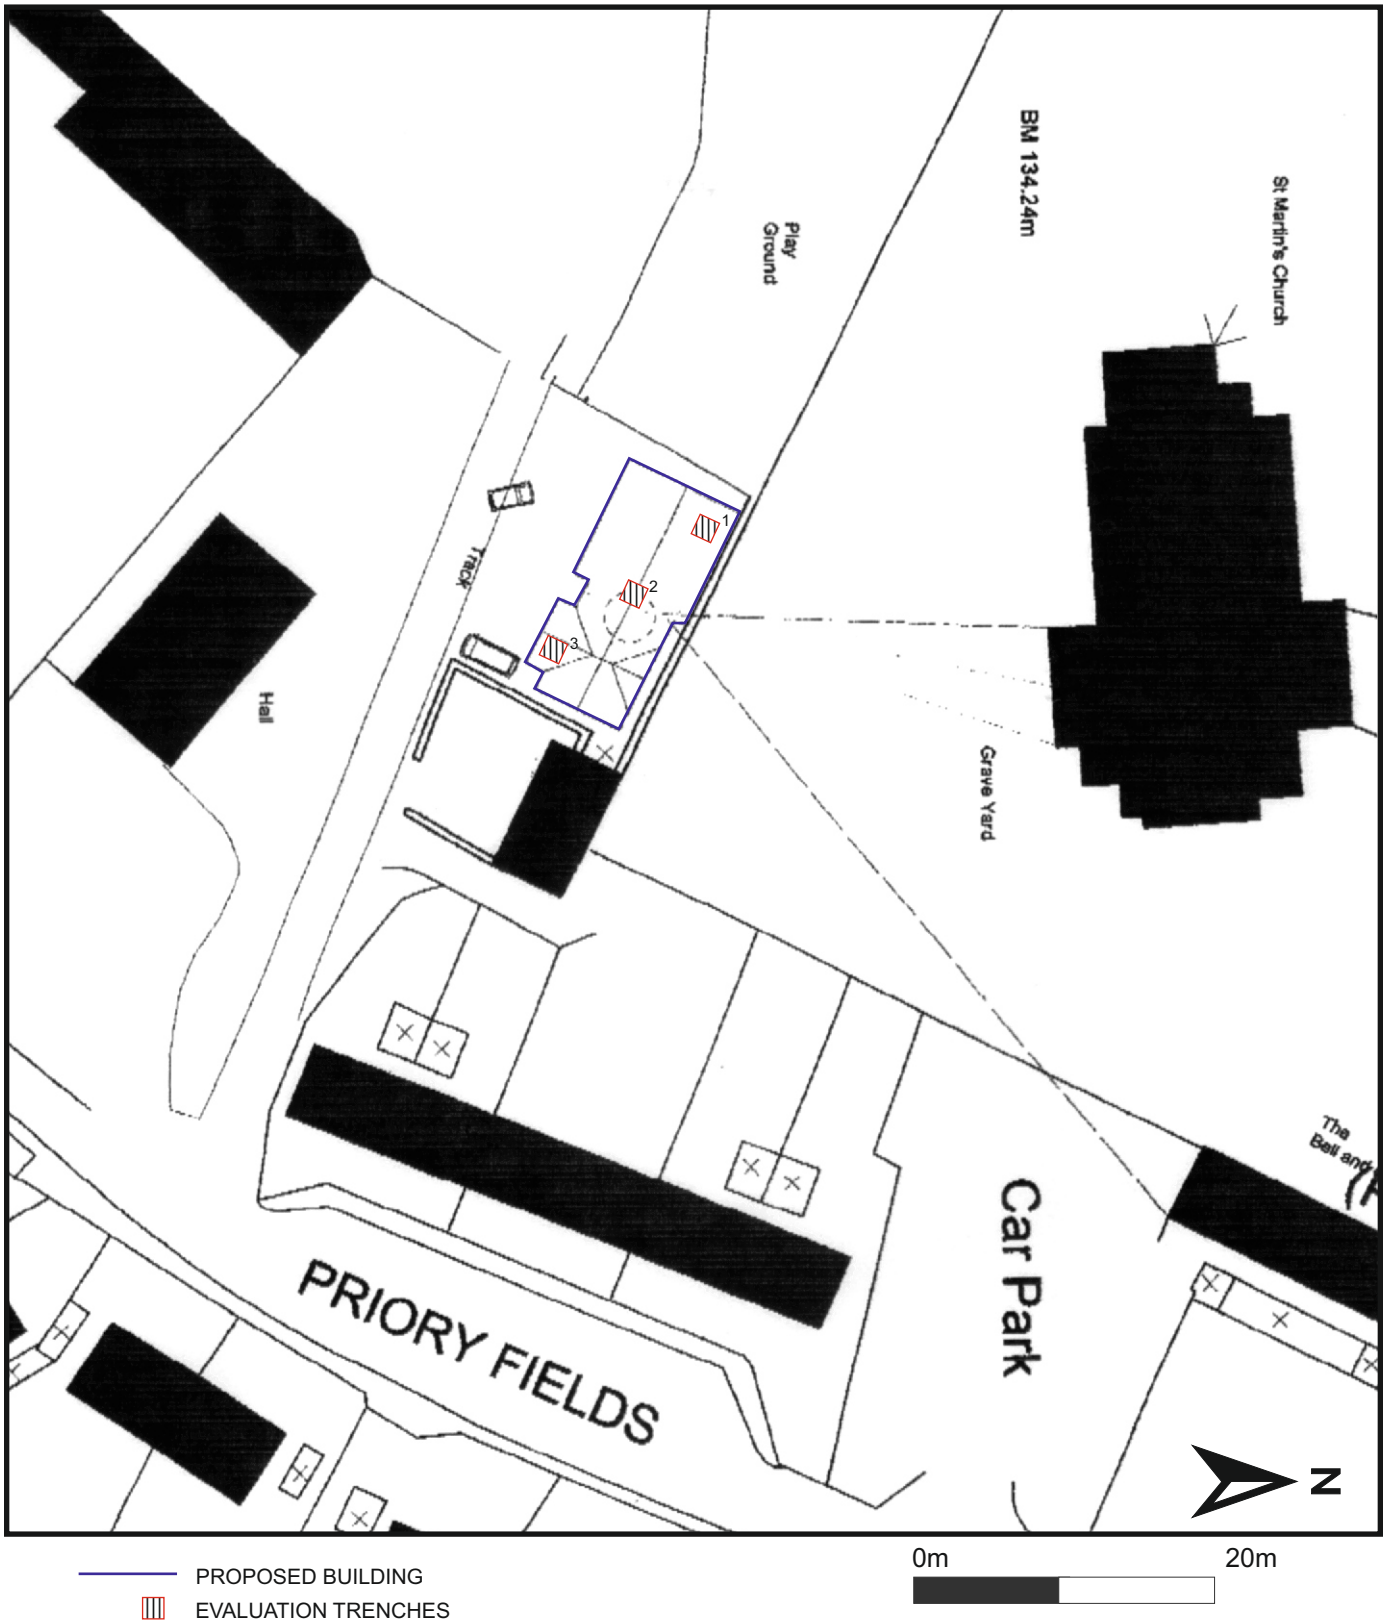 BM 134.24m
St Martin's Church
Play
Ground
1
2
3
Track
Hall
Grave Yard
The
Bell and
Car Park
PRIORY FIELDS
N
0m 20m
PROPOSED BUILDING
EVALUATION TRENCHES